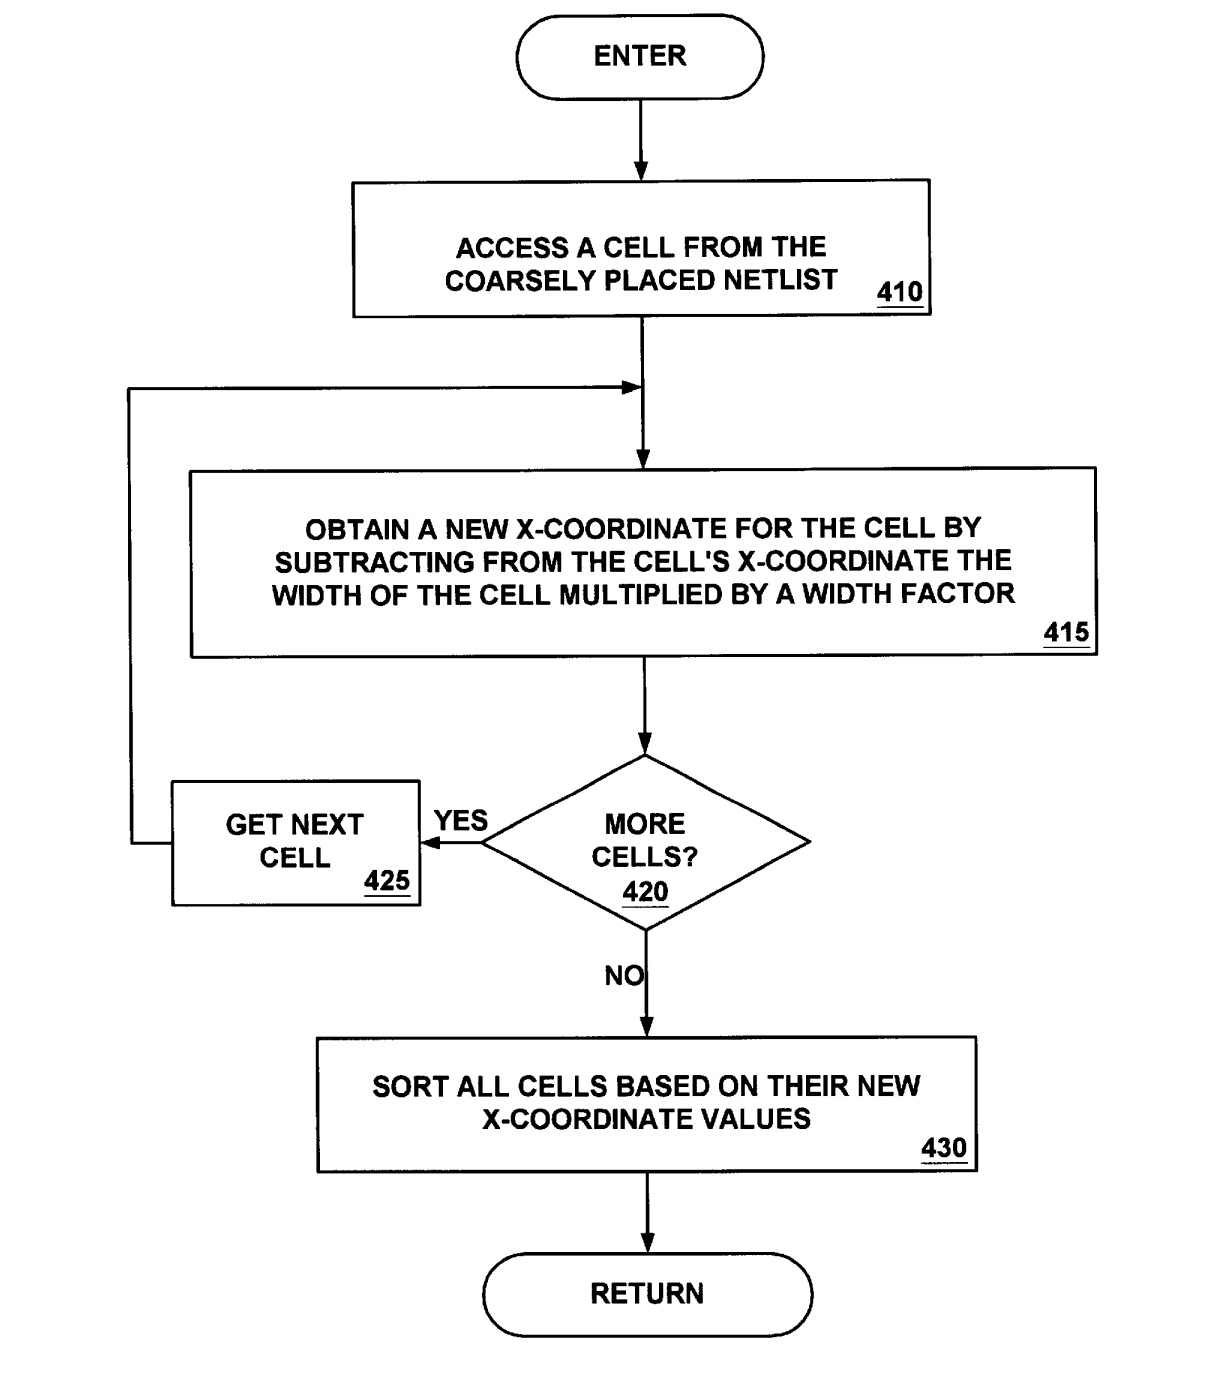 ENTER
ACCESS A CELL FROM THE
COARSELY PLACED NETLIST
410
OBTAIN A NEW X-COORDINATE FOR THE CELL BY
SUBTRACTING FROM THE CELL'S X-COORDINATE THE
WIDTH OF THE CELL MULTIPLIED BY A WIDTH FACTOR
415
MORE
CELLS?
420
YES
GET NEXT
CELL
425
NO
SORT ALL CELLS BASED ON THEIR NEW
X-COORDINATE VALUES
430
RETURN